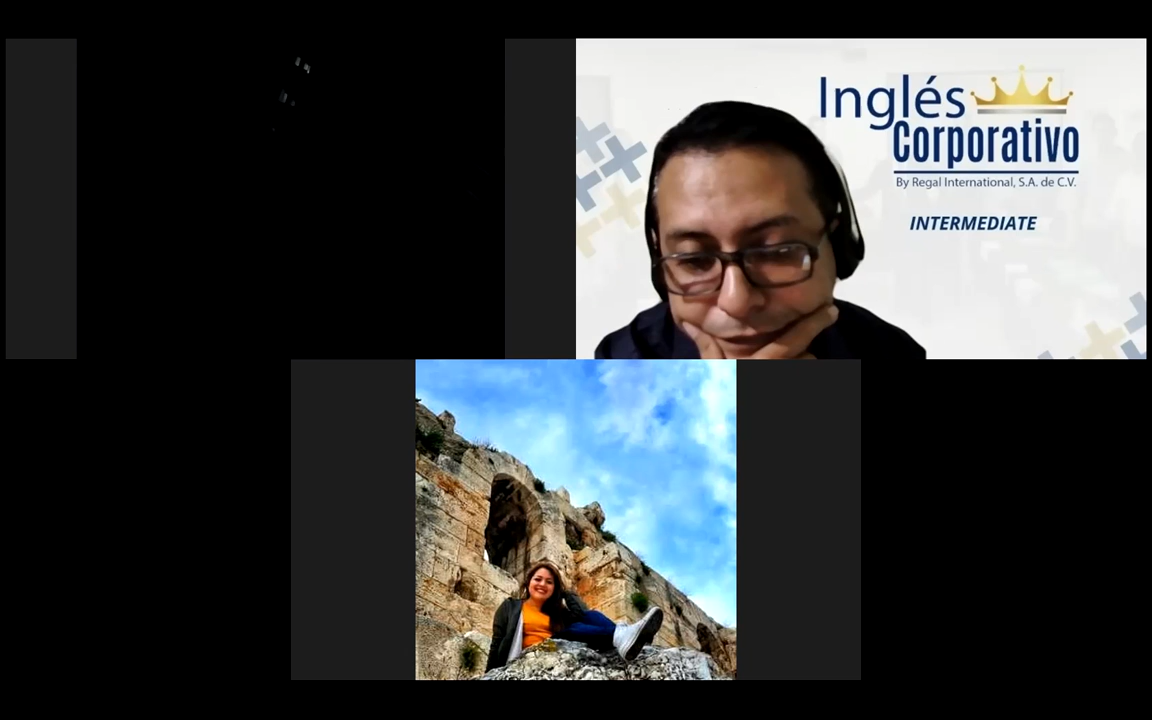 Inglés
Corporativo
By Regal International, S.A. de C.V.
INTERMEDIATE